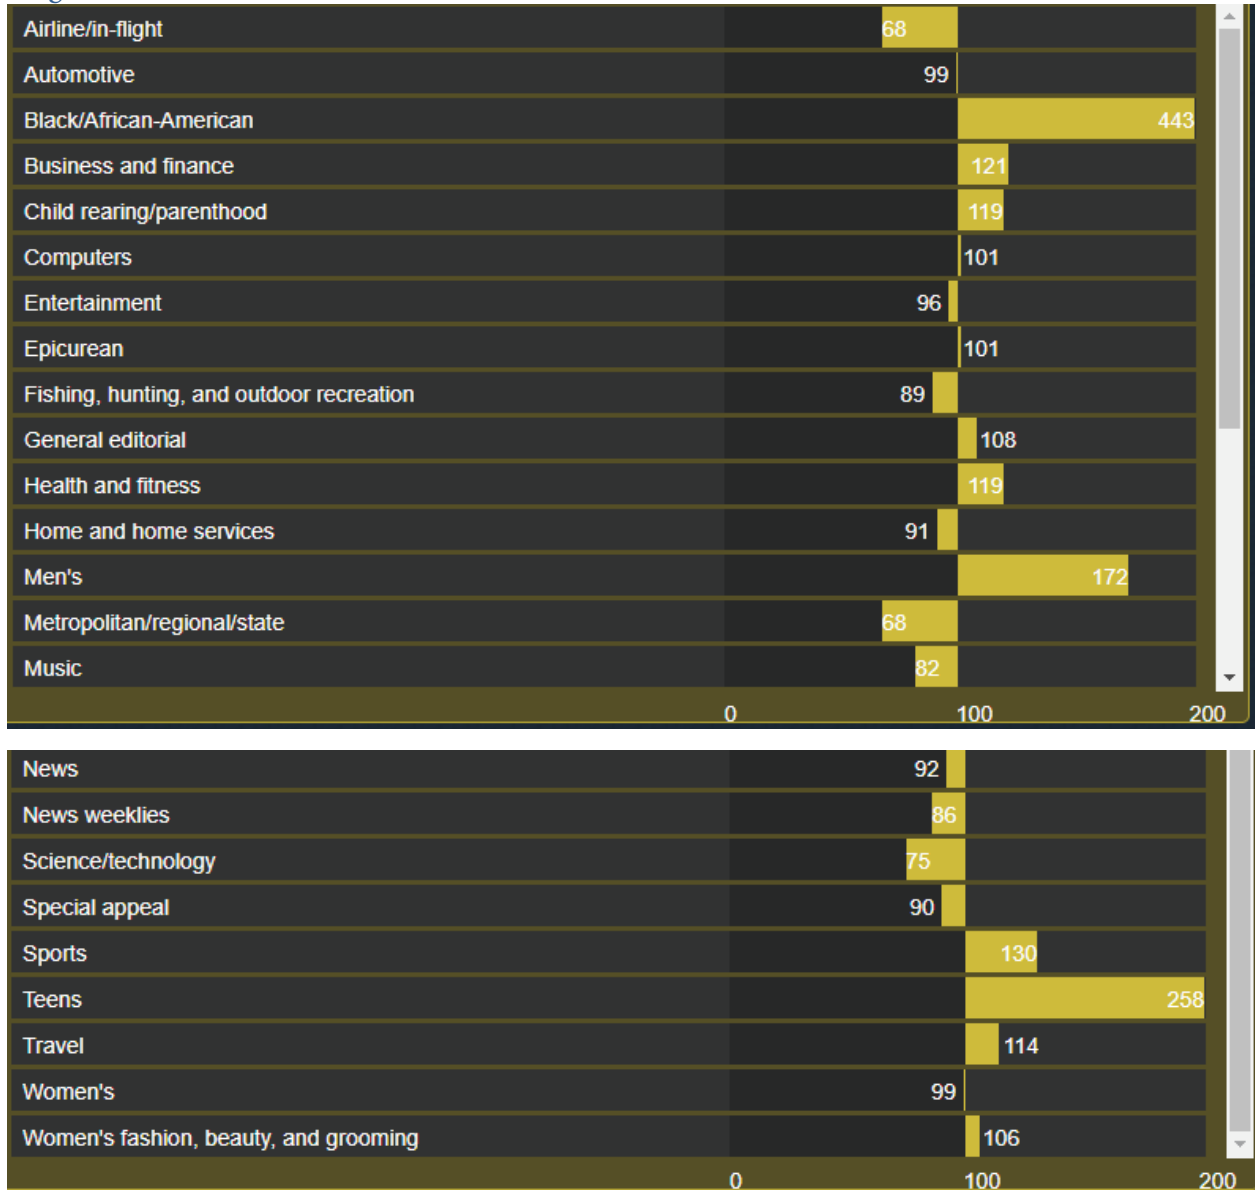 Airline/in-flight 68
Automotive 99
Black/African-American 443
Business and finance 121
Child rearing/parenthood 119
Computers 101
Entertainment 96
Epicurean 101
Fishing, hunting, and outdoor recreation 89
General editorial 108
Health and fitness 119
Home and home services 91
Men's 172
Metropolitan/regional/state 68
Music 82
0 100 200
News 92
News weeklies 86
Science/technology 75
Special appeal 90
Sports 130
Teens 258
Travel 114
Women's 99
Women's fashion, beauty, and grooming 106
0 100 200